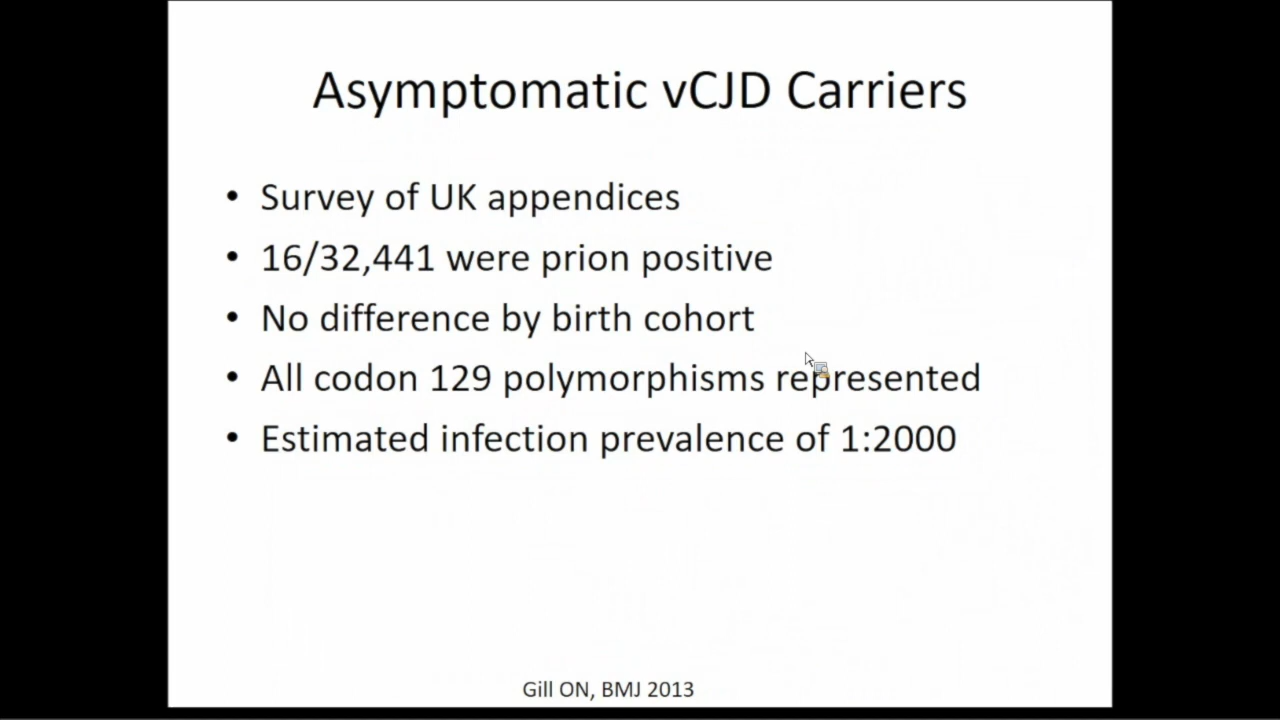 Asymptomatic vCJD Carriers
• Survey of UK appendices
• 16/32,441 were prion positive
• No difference by birth cohort
• All codon 129 polymorphisms represented
• Estimated infection prevalence of 1:2000
Gill ON, BMJ 2013